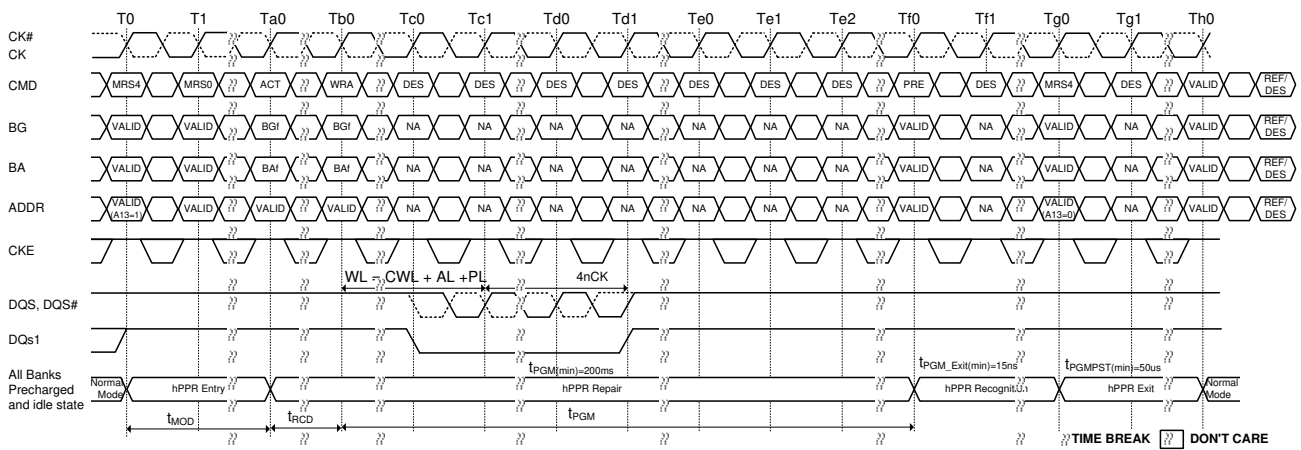 T0 T1 Ta0 Tb0 Tc0 Tc1 Td0 Td1 Te0 Te1 Te2 Tf0 Tf1 Tg0 Tg1 Th0
CK#
CK
CMD MRS4 MRS0 ACT WRA DES DES DES DES DES DES DES PRE DES MRS4 DES VALID REF/
DES
BG VALID VALID BGf BGf NA NA NA NA NA NA NA VALID NA VALID NA VALID REF/
DES
BA VALID VALID BAf BAf NA NA NA NA NA NA NA VALID NA VALID NA VALID REF/
DES
ADDR VALID (A13=1) VALID VALID VALID NA NA NA NA NA NA NA VALID NA VALID (A13=0) NA VALID REF/
DES
CKE
WL = CWL + AL +PL 4nCK
DQS, DQS#
DQs1
tPGM(min)=200ms tPGM_Exit(min)=15ns tPGMPST(min)=50us
All Banks
Precharged
and idle state
Normal
Mode
hPPR Entry hPPR Repair hPPR Recognition hPPR Exit
Normal
Mode
tMOD tRCD tPGM
TIME BREAK DON'T CARE